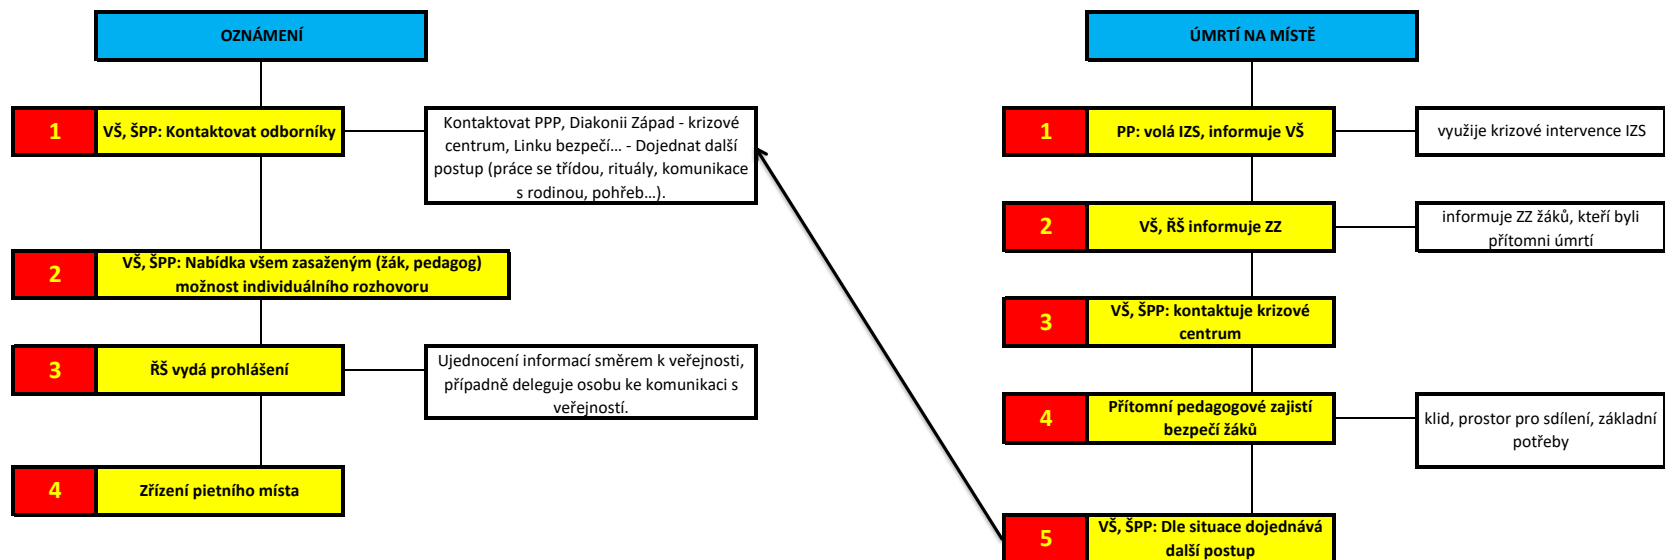 OZNÁMENÍ
1
VŠ, ŠPP: Kontaktovat odborníky
Kontaktovat PPP, Diakonii Západ - krizové
centrum, Linku bezpečí... - Dojednat další
postup (práce se třídou, rituály, komunikace
s rodinou, pohřeb...).
2
VŠ, ŠPP: Nabídka všem zasaženým (žák, pedagog)
možnost individuálního rozhovoru
3
ŘŠ vydá prohlášení
Ujednocení informací směrem k veřejnosti,
případně deleguje osobu ke komunikaci s
veřejností.
4
Zřízení pietního místa
ÚMRTÍ NA MÍSTĚ
1
PP: volá IZS, informuje VŠ
využije krizové intervence IZS
2
VŠ, ŘŠ informuje ZZ
informuje ZZ žáků, kteří byli
přítomni úmrtí
3
VŠ, ŠPP: kontaktuje krizové
centrum
4
Přítomní pedagogové zajistí
bezpečí žáků
klid, prostor pro sdílení, základní
potřeby
5
VŠ, ŠPP: Dle situace dojednává
další postup